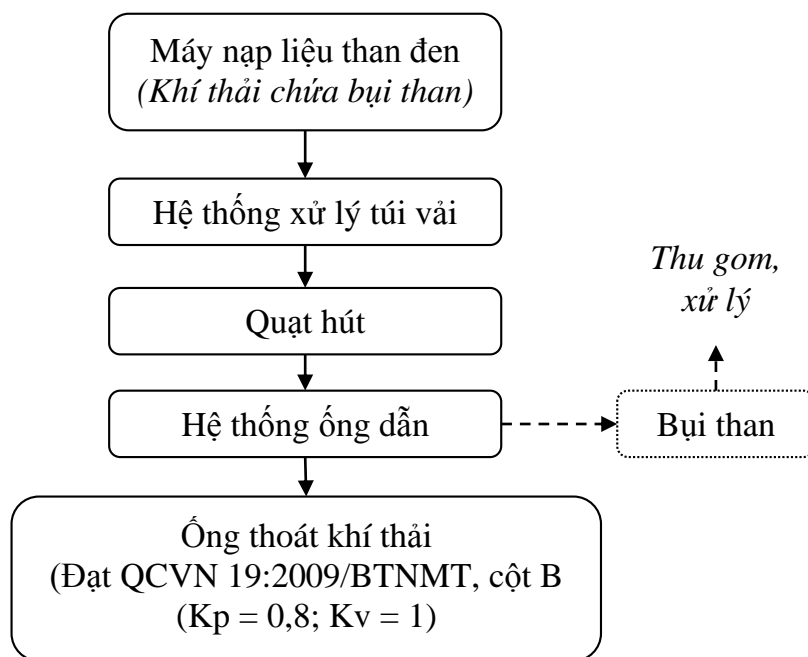 Máy nạp liệu than đen
(Khí thải chứa bụi than)
Hệ thống xử lý túi vải
Thu gom,
xử lý
Quạt hút
Hệ thống ống dẫn
Bụi than
Ống thoát khí thải
(Đạt QCVN 19:2009/BTNMT, cột B
(Kp = 0,8; Kv = 1)